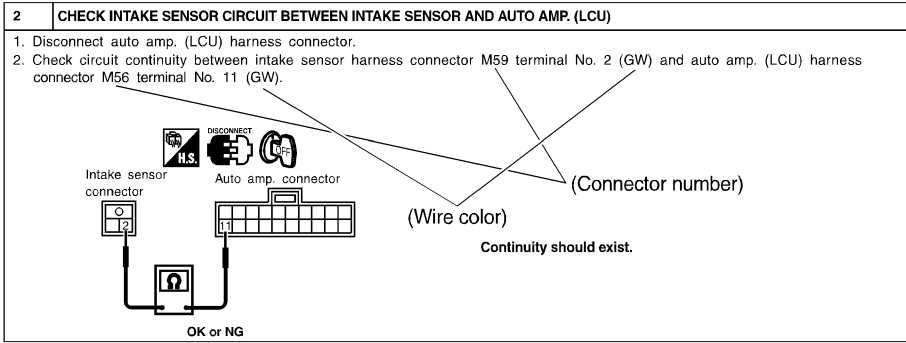 2 CHECK INTAKE SENSOR CIRCUIT BETWEEN INTAKE SENSOR AND AUTO AMP. (LCU)
1. Disconnect auto amp. (LCU) harness connector.
2. Check circuit continuity between intake sensor harness connector M59 terminal No. 2 (GW) and auto amp. (LCU) harness
connector M56 terminal No. 11 (GW).
DISCONNECT
H.S.
OFF
Intake sensor
connector
Auto amp. connector
(Connector number)
2
11
(Wire color)
Continuity should exist.
Ω
OK or NG